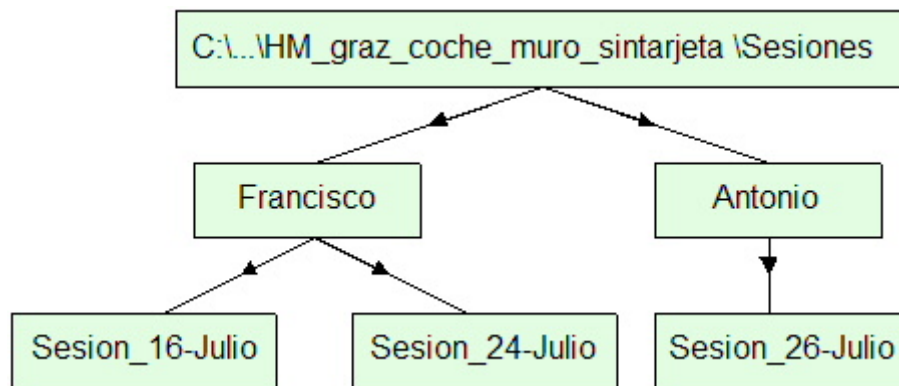 C:\...\HM_graz_coche_muro_sintarjeta \Sesiones
Francisco
Antonio
Sesion_16-Julio
Sesion_24-Julio
Sesion_26-Julio